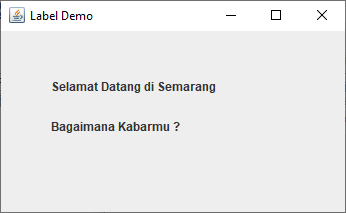 Label Demo
Selamat Datang di Semarang
Bagaimana Kabarmu ?